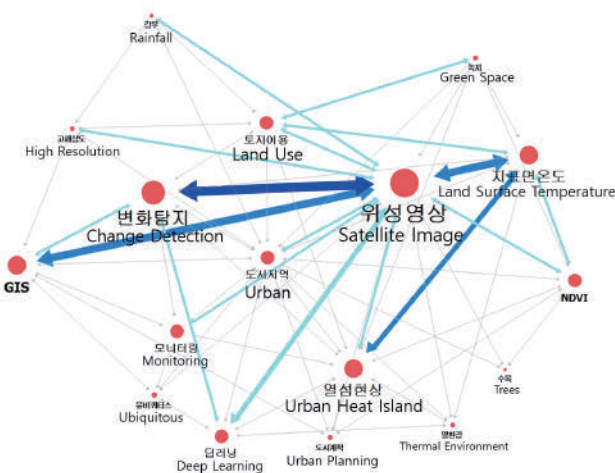 강우
Rainfall
녹지
Green Space
고해상도
High Resolution
토지이용
Land Use
지표면온도
Land Surface Temperature
변화탐지
Change Detection
위성영상
Satellite Image
GIS
도시지역
Urban
NDVI
모니터링
Monitoring
열섬현상
Urban Heat Island
수목
Trees
유비쿼터스
Ubiquitous
딥러닝
Deep Learning
도시계획
Urban Planning
열환경
Thermal Environment